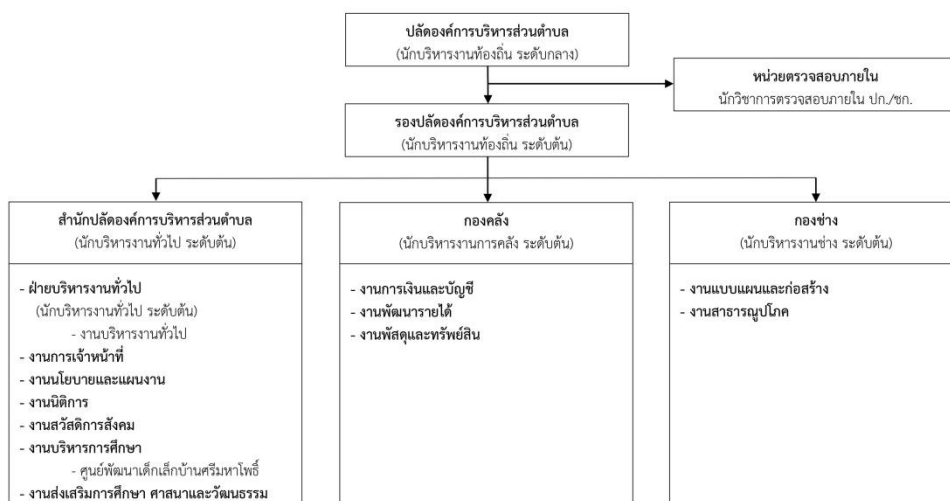 ปลัดองค์การบริหารส่วนตำบล
(นักบริหารงานท้องถิ่น ระดับกลาง)
หน่วยตรวจสอบภายใน
นักวิชาการตรวจสอบภายใน ปก./ชก.
รองปลัดองค์การบริหารส่วนตำบล
(นักบริหารงานท้องถิ่น ระดับต้น)
สำนักปลัดองค์การบริหารส่วนตำบล
(นักบริหารงานทั่วไป ระดับต้น)
- ฝ่ายบริหารงานทั่วไป
(นักบริหารงานทั่วไป ระดับต้น)
- งานบริหารงานทั่วไป
- งานการเจ้าหน้าที่
- งานนโยบายและแผนงาน
- งานนิติการ
- งานสวัสดิการสังคม
- งานบริหารการศึกษา
- ศูนย์พัฒนาเด็กเล็กบ้านศรีมหาโพธิ์
- งานส่งเสริมการศึกษา ศาสนาและวัฒนธรรม
กองคลัง
(นักบริหารงานการคลัง ระดับต้น)
- งานการเงินและบัญชี
- งานพัฒนารายได้
- งานพัสดุและทรัพย์สิน
กองช่าง
(นักบริหารงานช่าง ระดับต้น)
- งานแบบแผนและก่อสร้าง
- งานสาธารณูปโภค